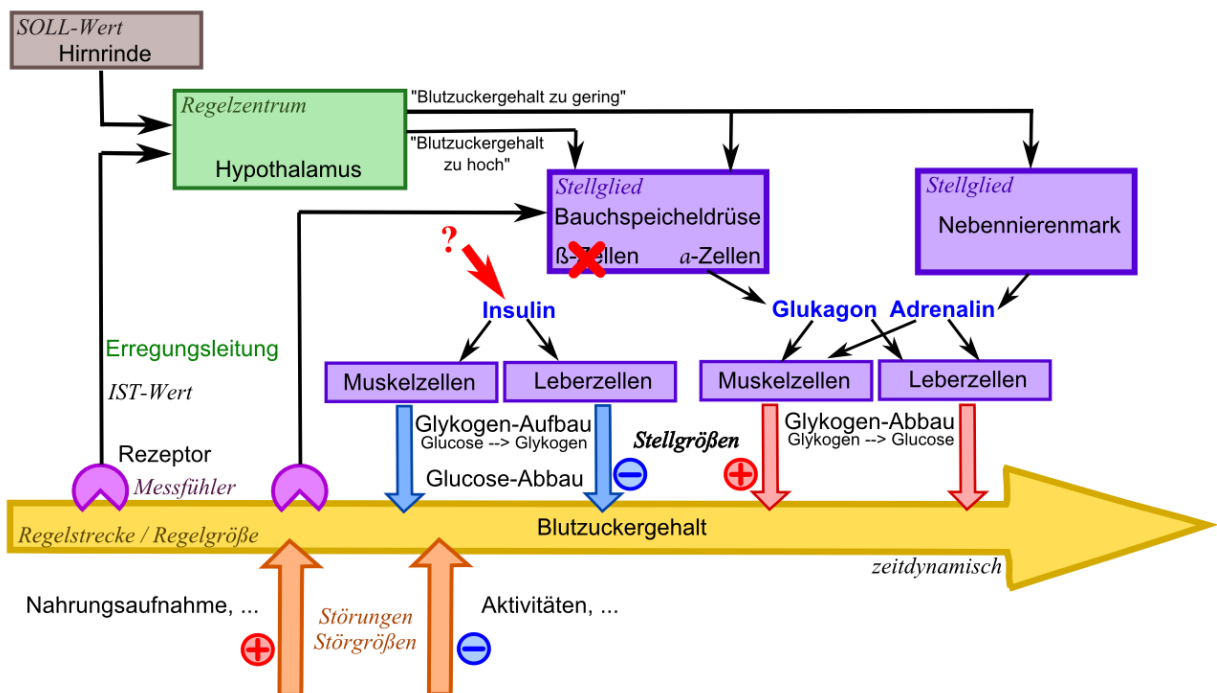 SOLL-Wert
Hirnrinde
Regelzentrum
Hypothalamus
"Blutzuckergehalt zu gering"
"Blutzuckergehalt
zu hoch"
Stellglied
Bauchspeicheldrüse
ß-Zellen
a-Zellen
Stellglied
Nebennierenmark
?
Insulin
Glukagon
Adrenalin
Erregungsleitung
IST-Wert
Muskelzellen
Leberzellen
Muskelzellen
Leberzellen
Glykogen-Aufbau
Glucose --> Glykogen
Glucose-Abbau
Stellgrößen
Glykogen-Abbau
Glykogen --> Glucose
Rezeptor
Messfühler
−
+
Regelstrecke / Regelgröße
Blutzuckergehalt
zeitdynamisch
Nahrungsaufnahme, ...
+
Störungen
Störgrößen
Aktivitäten, ...
−